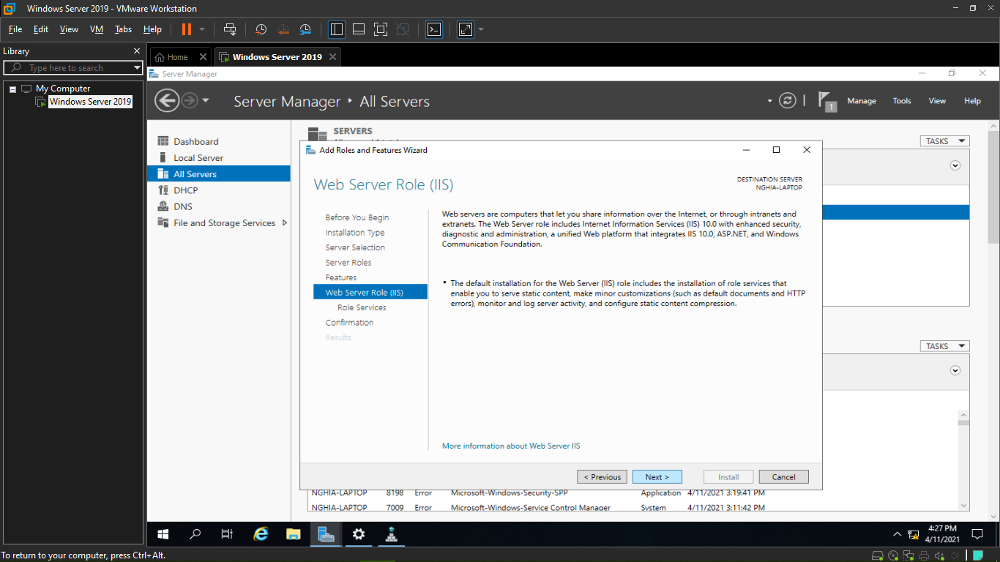 Windows Server 2019 - VMware Workstation
File Edit View VM Tabs Help
Library
Type here to search
My Computer
Windows Server 2019
Home
Windows Server 2019
Server Manager
Server Manager ‣ All Servers
1
Manage Tools View Help
Dashboard
Local Server
All Servers
DHCP
DNS
File and Storage Services
SERVERS
TASKS
Add Roles and Features Wizard
Web Server Role (IIS)
DESTINATION SERVER
NGHIA-LAPTOP
Before You Begin
Installation Type
Server Selection
Server Roles
Features
Web Server Role (IIS)
Role Services
Confirmation
Results
Web servers are computers that let you share information over the Internet, or through intranets and
extranets. The Web Server role includes Internet Information Services (IIS) 10.0 with enhanced security,
diagnostic and administration, a unified Web platform that integrates IIS 10.0, ASP.NET, and Windows
Communication Foundation.
• The default installation for the Web Server (IIS) role includes the installation of role services that
enable you to serve static content, make minor customizations (such as default documents and HTTP
errors), monitor and log server activity, and configure static content compression.
More information about Web Server IIS
< Previous Next > Install Cancel
TASKS
NGHIA-LAPTOP 8198 Error Microsoft-Windows-Security-SPP Application 4/11/2021 3:19:41 PM
NGHIA-LAPTOP 7009 Error Microsoft-Windows-Service Control Manager System 4/11/2021 3:11:42 PM
4:27 PM
4/11/2021
To return to your computer, press Ctrl+Alt.